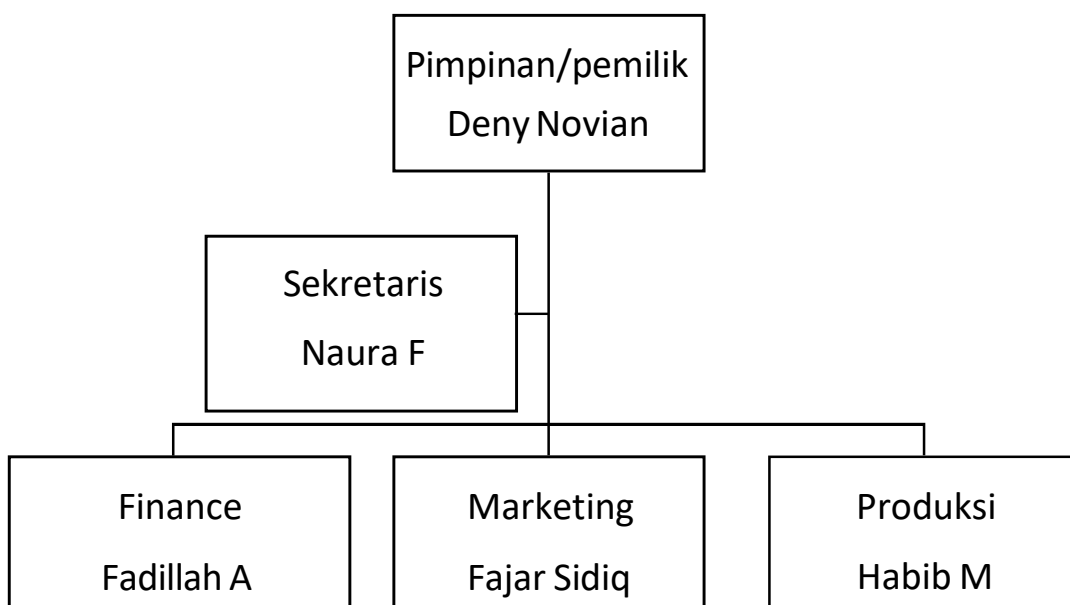 Pimpinan/pemilik
Deny Novian
Sekretaris
Naura F
Finance
Fadillah A
Marketing
Fajar Sidiq
Produksi
Habib M